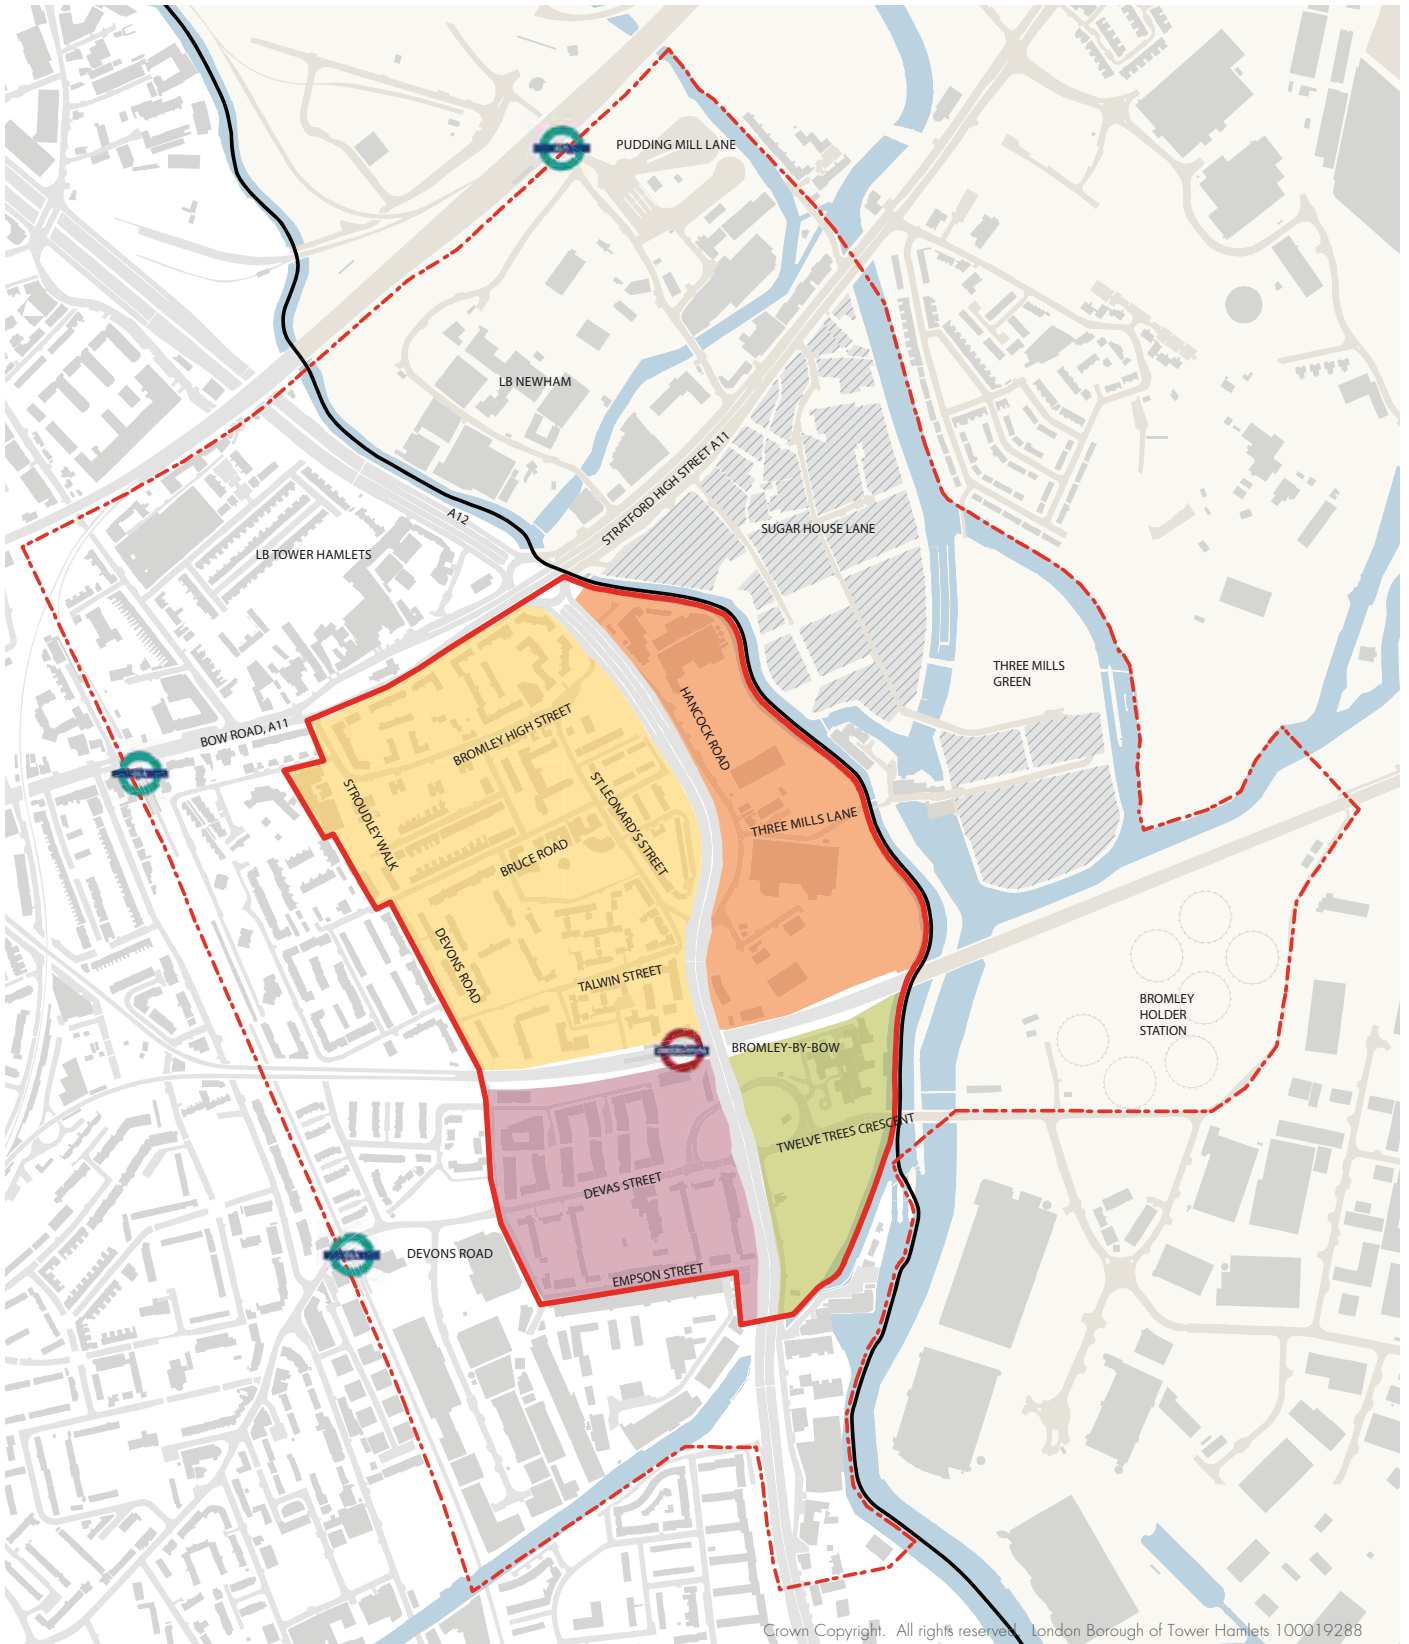 PUDDING MILL LANE
LB NEWHAM
STRATFORD HIGH STREET A11
A12
SUGAR HOUSE LANE
LB TOWER HAMLETS
THREE MILLS
GREEN
BOW ROAD, A11
BROMLEY HIGH STREET
HANCOCK ROAD
STROUDLEY WALK
ST LEONARD'S STREET
THREE MILLS LANE
BRUCE ROAD
DEVONS ROAD
TALWIN STREET
BROMLEY
HOLDER
STATION
BROMLEY-BY-BOW
TWELVE TREES CRESCENT
DEVAS STREET
DEVONS ROAD
EMPSON STREET
Crown Copyright. All rights reserved. London Borough of Tower Hamlets 100019288